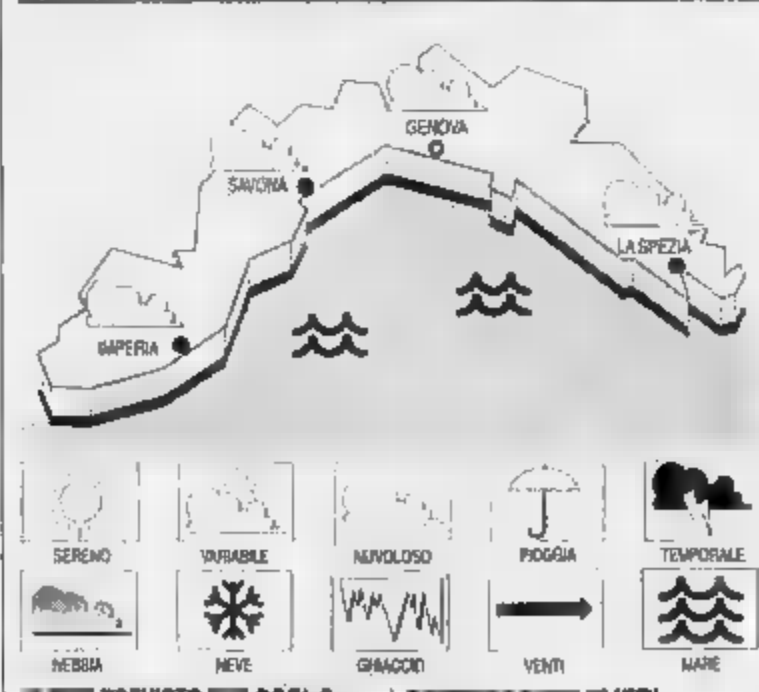 GENOVA
SAVONA
LA SPEZIA
IMPERIA
SERENO VARIABILE NUVOLOSO PIOGGIA TEMPORALE
NEBBIA NEVE GHIACCIO VENTI MARE